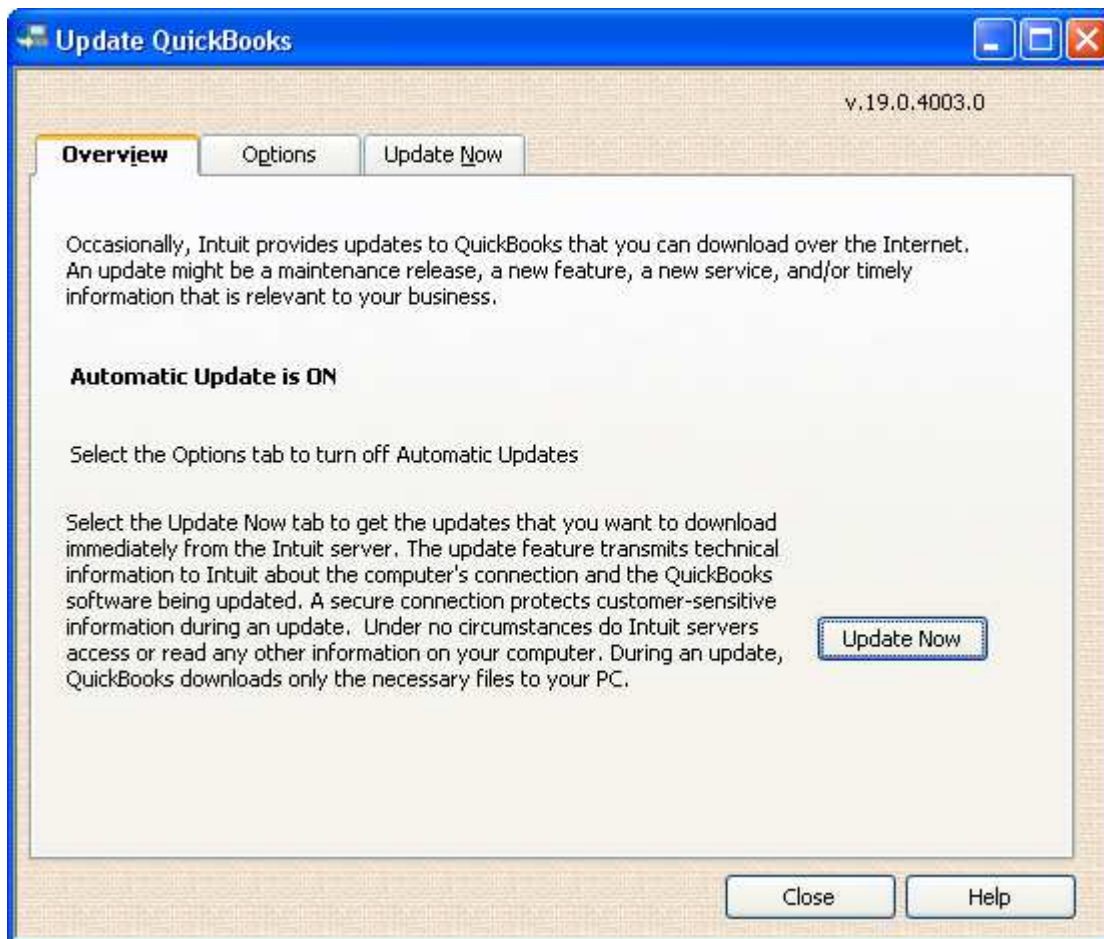 Update QuickBooks
v.19.0.4003.0
Overview Options Update Now
Occasionally, Intuit provides updates to QuickBooks that you can download over the Internet.
An update might be a maintenance release, a new feature, a new service, and/or timely
information that is relevant to your business.
Automatic Update is ON
Select the Options tab to turn off Automatic Updates
Select the Update Now tab to get the updates that you want to download
immediately from the Intuit server. The update feature transmits technical
information to Intuit about the computer's connection and the QuickBooks
software being updated. A secure connection protects customer-sensitive
information during an update. Under no circumstances do Intuit servers
access or read any other information on your computer. During an update,
QuickBooks downloads only the necessary files to your PC.
Update Now
Close Help